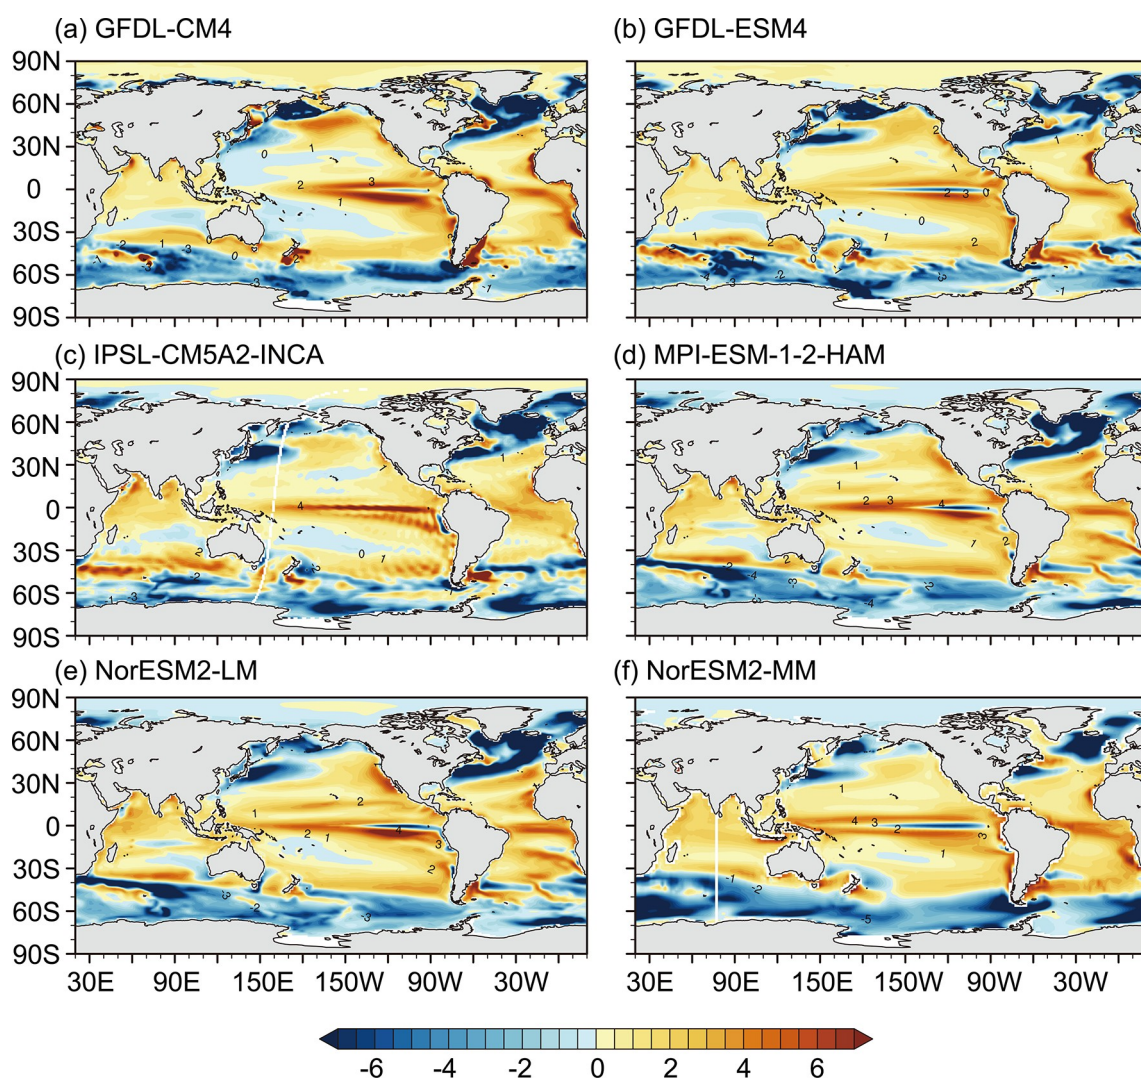 (a) GFDL-CM4 (b) GFDL-ESM4
90N
60N
30N
0
30S
60S
90S
(c) IPSL-CM5A2-INCA (d) MPI-ESM-1-2-HAM
90N
60N
30N
0
30S
60S
90S
(e) NorESM2-LM (f) NorESM2-MM
90N
60N
30N
0
30S
60S
90S
30E 90E 150E 150W 90W 30W 30E 90E 150E 150W 90W 30W
-6 -4 -2 0 2 4 6